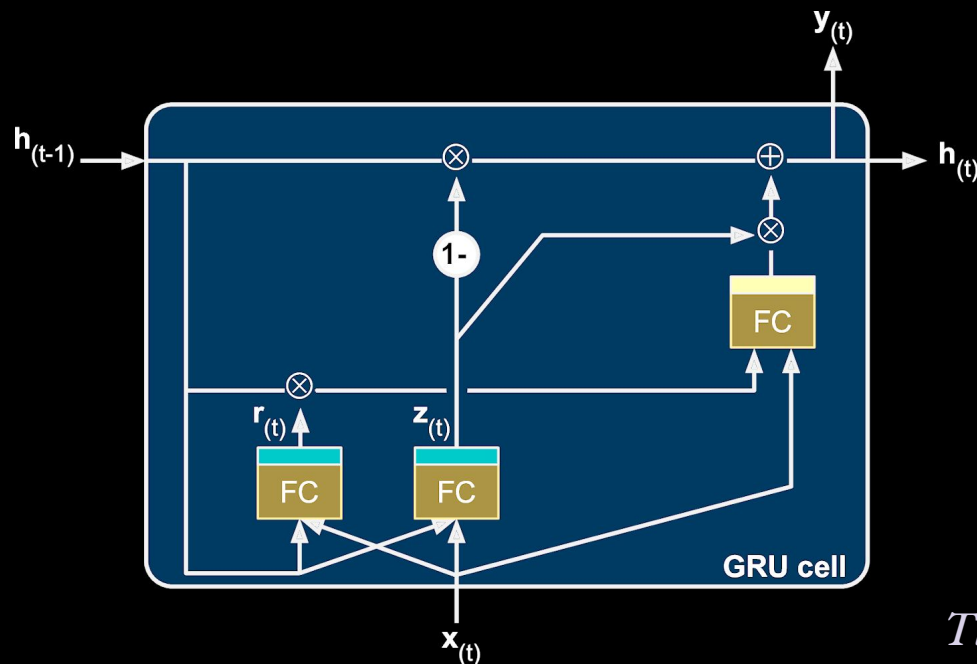 y(t)
h(t-1)
h(t)
1-
FC
r(t)
z(t)
FC
FC
GRU cell
x(t)